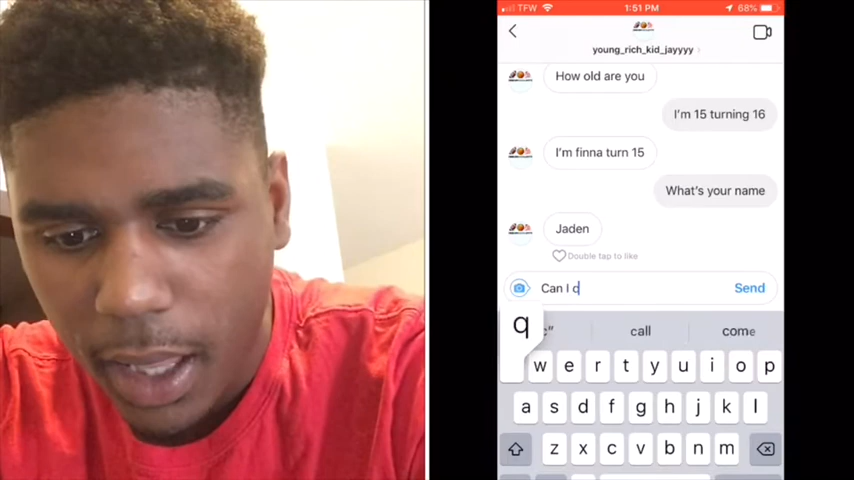 TFW 1:51 PM 68%
young_rich_kid_jayyyy
How old are you
I'm 15 turning 16
I'm finna turn 15
What's your name
Jaden
Double tap to like
Can I c Send
c" call come
q w e r t y u i o p
a s d f g h j k l
z x c v b n m